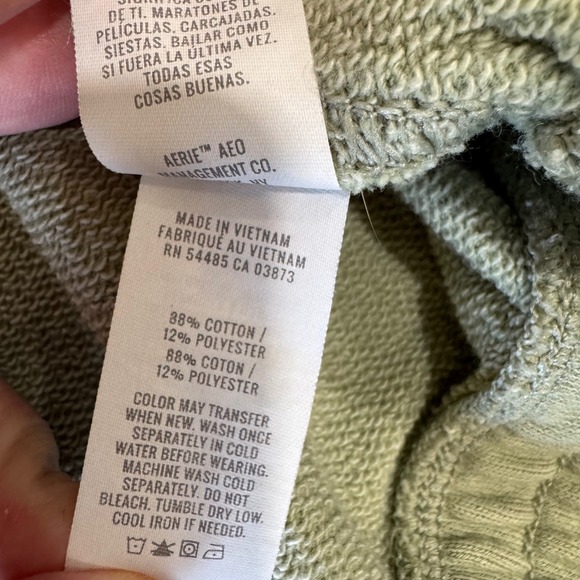 DE TI. MARATONES DE
PELÍCULAS. CARCAJADAS.
SIESTAS. BAILAR COMO
SI FUERA LA ÚLTIMA VEZ.
TODAS ESAS
COSAS BUENAS.
AERIE™ AEO
MANAGEMENT CO.
MADE IN VIETNAM
FABRIQUÉ AU VIETNAM
RN 54485 CA 03873
88% COTTON /
12% POLYESTER
88% COTON /
12% POLYESTER
COLOR MAY TRANSFER
WHEN NEW. WASH ONCE
SEPARATELY IN COLD
WATER BEFORE WEARING.
MACHINE WASH COLD
SEPARATELY. DO NOT
BLEACH. TUMBLE DRY LOW.
COOL IRON IF NEEDED.